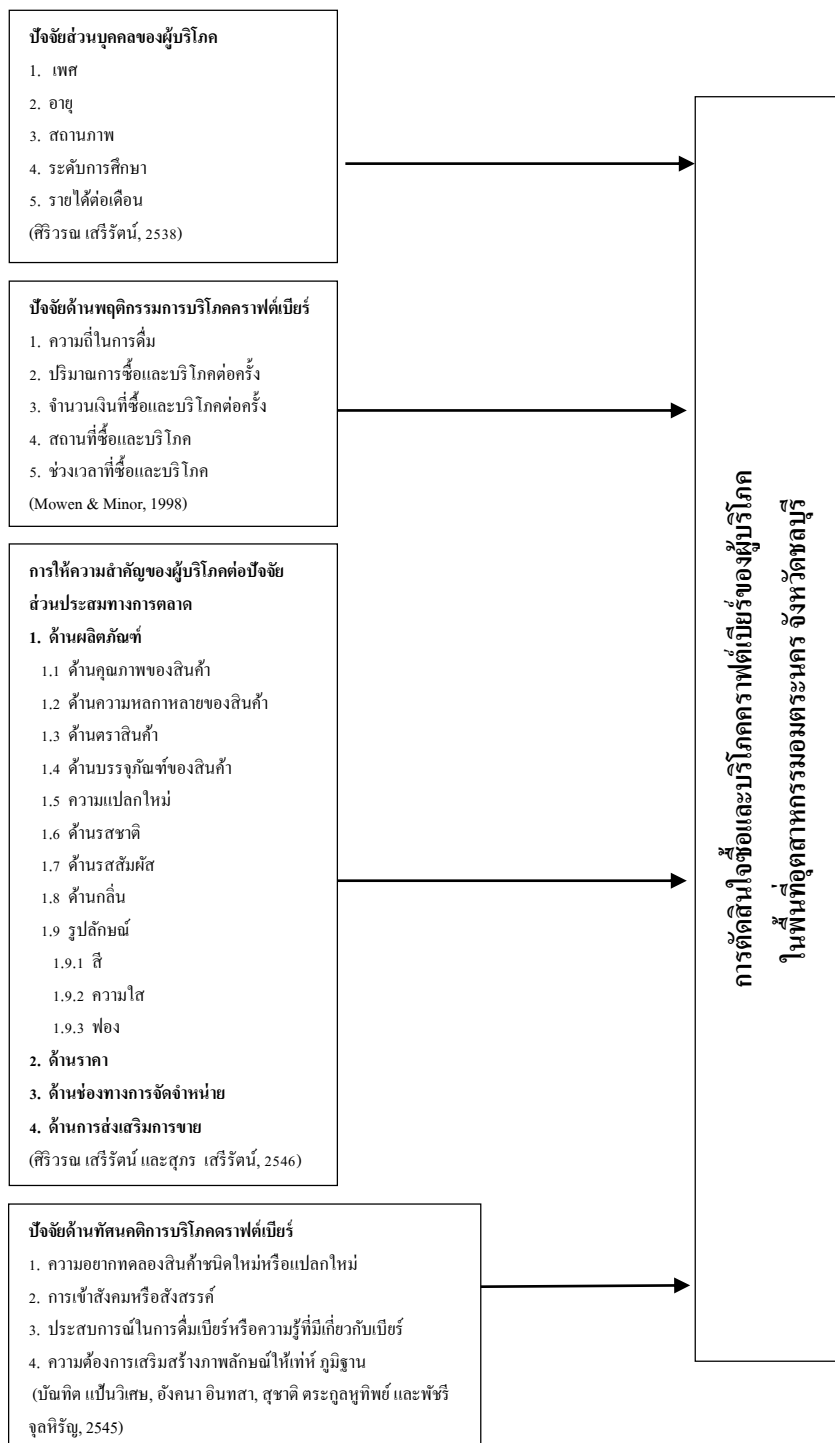 ปัจจัยส่วนบุคคลของผู้บริโภค
1. เพศ
2. อายุ
3. สถานภาพ
4. ระดับการศึกษา
5. รายได้ต่อเดือน
(ศิริวรณ เสรีรัตน์, 2538)
ปัจจัยด้านพฤติกรรมการบริโภคคราฟต์เบียร์
1. ความถี่ในการดื่ม
2. ปริมาณการซื้อและบริโภคต่อครั้ง
3. จำนวนเงินที่ซื้อและบริโภคต่อครั้ง
4. สถานที่ซื้อและบริโภค
5. ช่วงเวลาที่ซื้อและบริโภค
(Mowen & Minor, 1998)
การให้ความสำคัญของผู้บริโภคต่อปัจจัย
ส่วนประสมทางการตลาด
1. ด้านผลิตภัณฑ์
1.1 ด้านคุณภาพของสินค้า
1.2 ด้านความหลกาหลายของสินค้า
1.3 ด้านตราสินค้า
1.4 ด้านบรรจุภัณฑ์ของสินค้า
1.5 ความแปลกใหม่
1.6 ด้านรสชาติ
1.7 ด้านรสสัมผัส
1.8 ด้านกลิ่น
1.9 รูปลักษณ์
1.9.1 สี
1.9.2 ความใส
1.9.3 ฟอง
2. ด้านราคา
3. ด้านช่องทางการจัดจำหน่าย
4. ด้านการส่งเสริมการขาย
(ศิริวรณ เสรีรัตน์ และสุภร เสรีรัตน์, 2546)
ปัจจัยด้านทัศนคติการบริโภคดราฟต์เบียร์
1. ความอยากทดลองสินค้าชนิดใหม่หรือแปลกใหม่
2. การเข้าสังคมหรือสังสรรค์
3. ประสบการณ์ในการดื่มเบียร์หรือความรู้ที่มีเกี่ยวกับเบียร์
4. ความต้องการเสริมสร้างภาพลักษณ์ให้เท่ห์ ภูมิฐาน
(บัณฑิต แป้นวิเศษ, อังคนา อินทสา, สุชาติ ตระกูลหูทิพย์ และพัชรี
จุลหิรัญ, 2545)
การตัดสินใจซื้อและบริโภคคราฟต์เบียร์ของผู้บริโภค
ในพื้นที่อุตสาหกรรมอมตระนคร จังหวัดชลบุรี